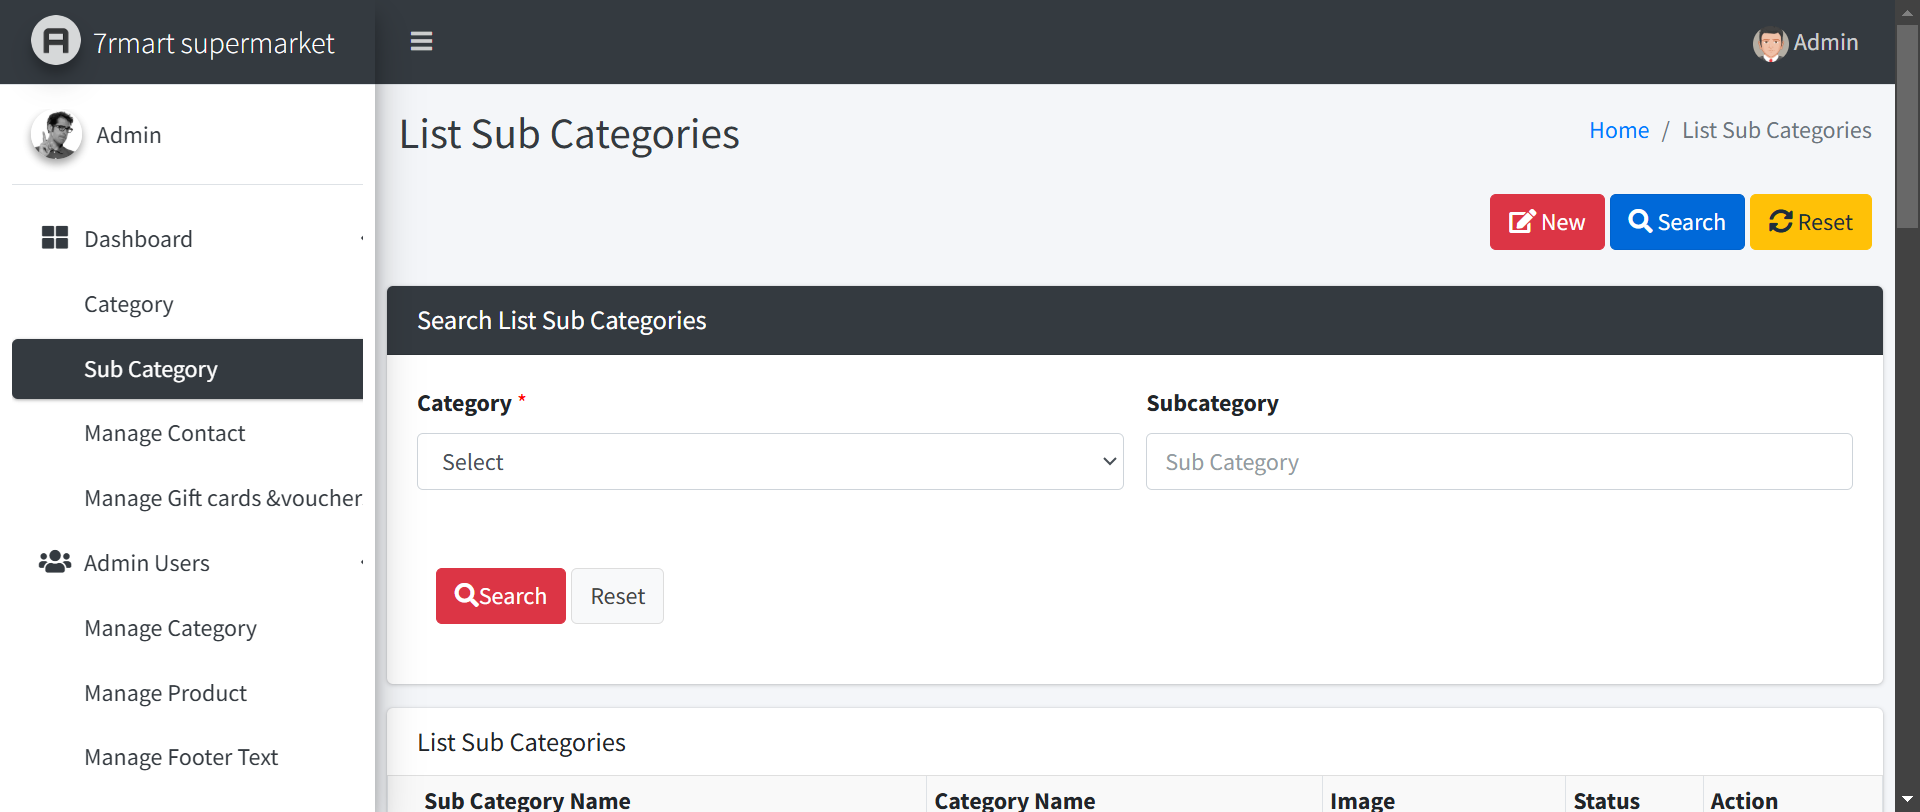 7rmart supermarket
Admin
Admin
List Sub Categories
Home / List Sub Categories
New Search Reset
Dashboard
Category
Sub Category
Manage Contact
Manage Gift cards &voucher
Admin Users
Manage Category
Manage Product
Manage Footer Text
Search List Sub Categories
Category * Subcategory
Select Sub Category
Search Reset
List Sub Categories
Sub Category Name Category Name Image Status Action